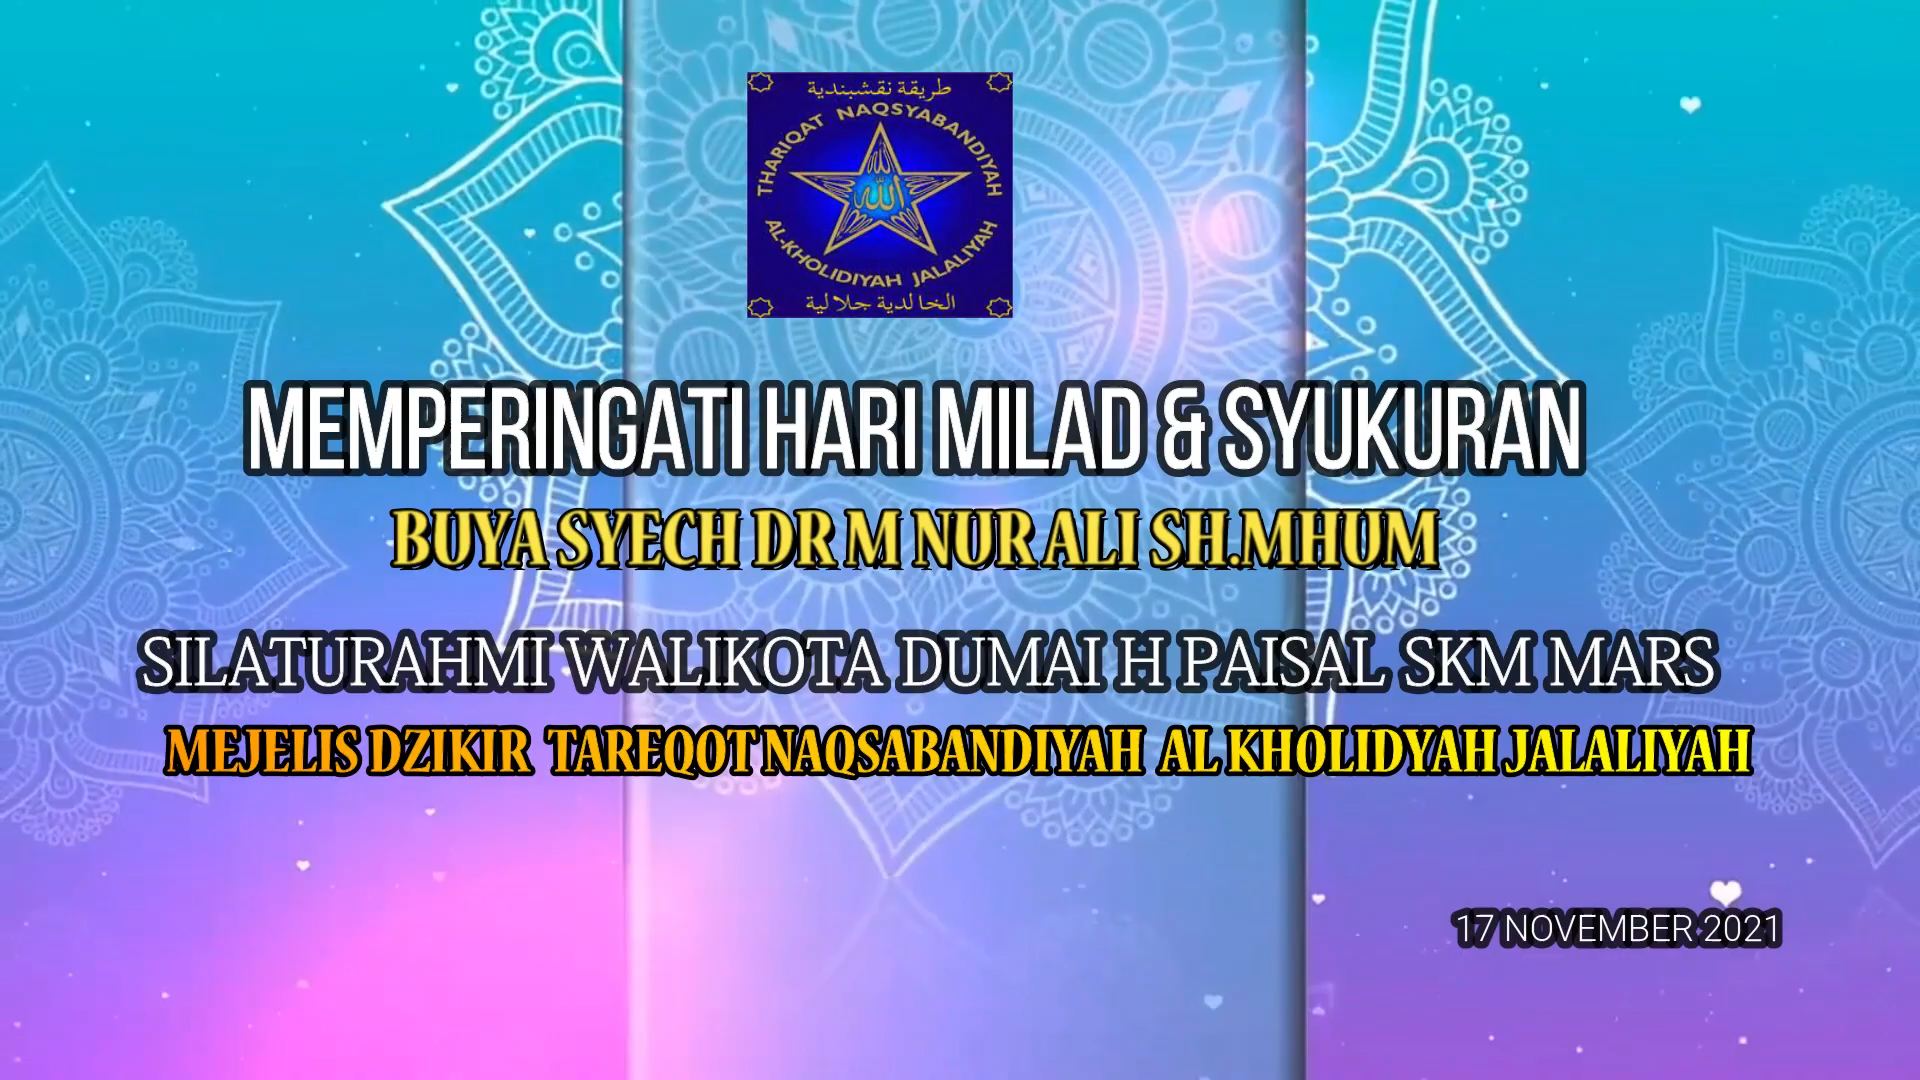 طريقة نقشبندية
THARIQAT NAQSYABANDIYAH
الله
AL-KHOLIDIYAH JALALIYAH
الخالدية جلالية
MEMPERINGATI HARI MILAD & SYUKURAN
BUYA SYECH DR M NUR ALI SH.MHUM
SILATURAHMI WALIKOTA DUMAI H PAISAL SKM MARS
MEJELIS DZIKIR TAREQOT NAQSABANDIYAH AL KHOLIDYAH JALALIYAH
17 NOVEMBER 2021